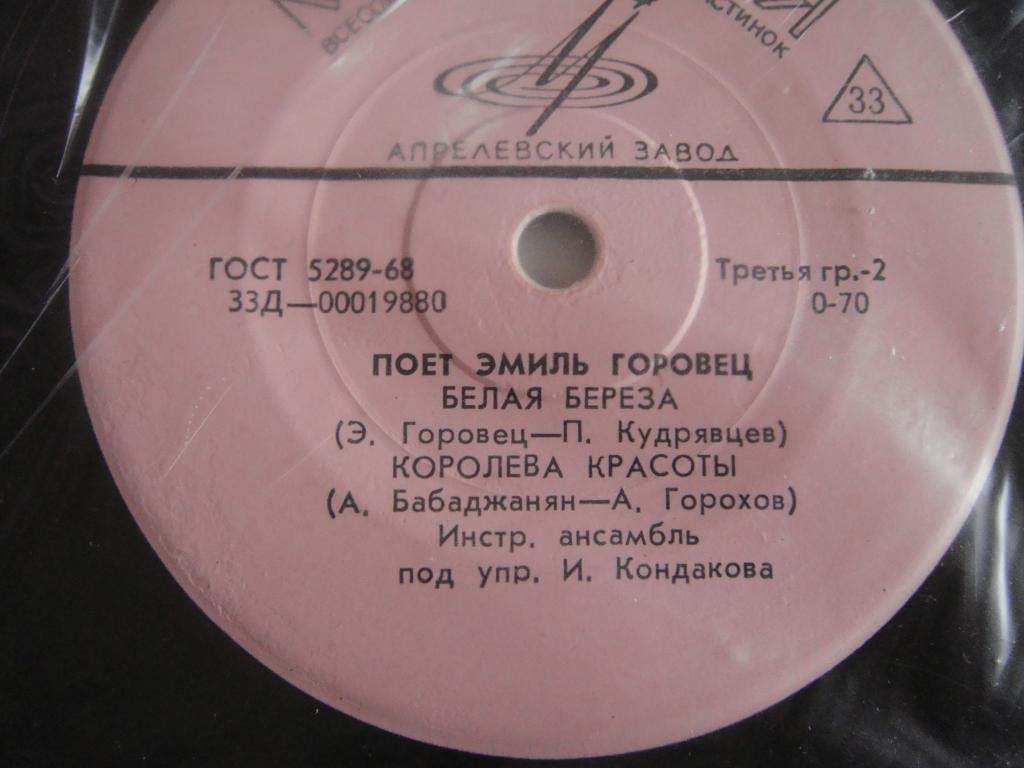 АПРЕЛЕВСКИЙ ЗАВОД
33
ГОСТ 5289-68
33Д—00019880
Третья гр.-2
0-70
ПОЕТ ЭМИЛЬ ГОРОВЕЦ
БЕЛАЯ БЕРЕЗА
(Э. Горовец—П. Кудрявцев)
КОРОЛЕВА КРАСОТЫ
(А. Бабаджанян—А. Горохов)
Инстр. ансамбль
под упр. И. Кондакова